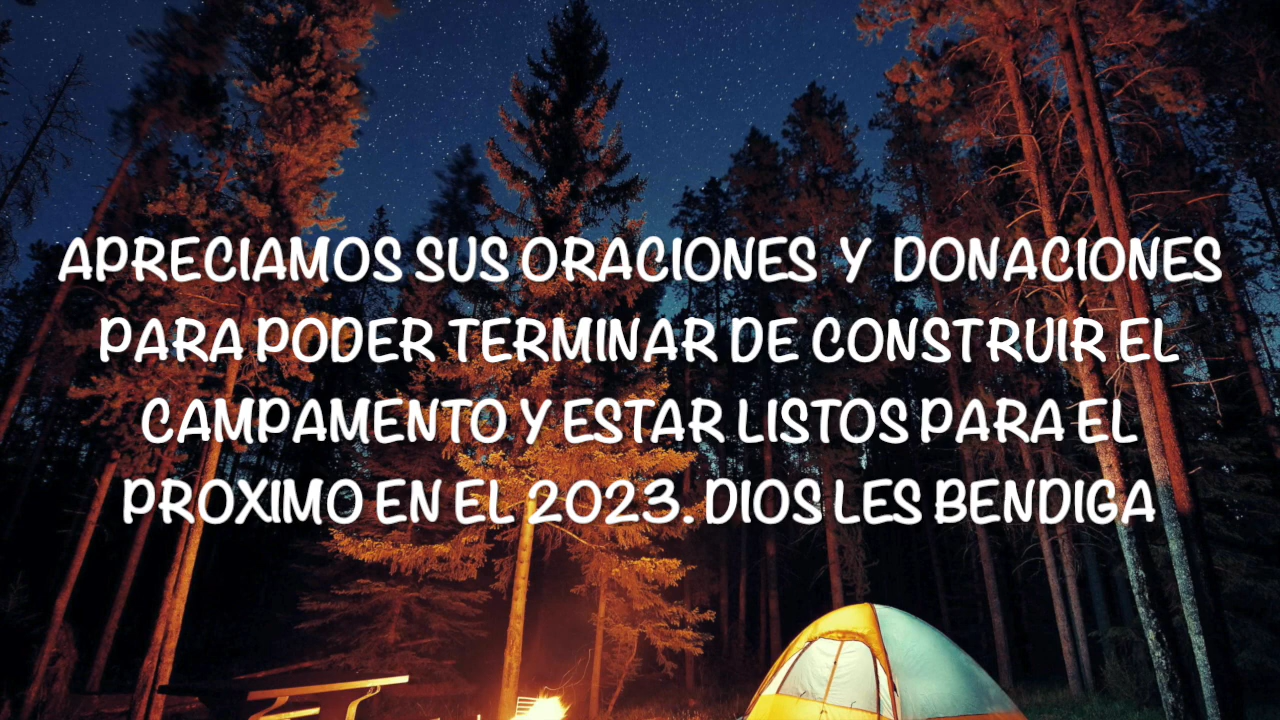 APRECIAMOS SUS ORACIONES Y DONACIONES
PARA PODER TERMINAR DE CONSTRUIR EL
CAMPAMENTO Y ESTAR LISTOS PARA EL
PROXIMO EN EL 2023. DIOS LES BENDIGA